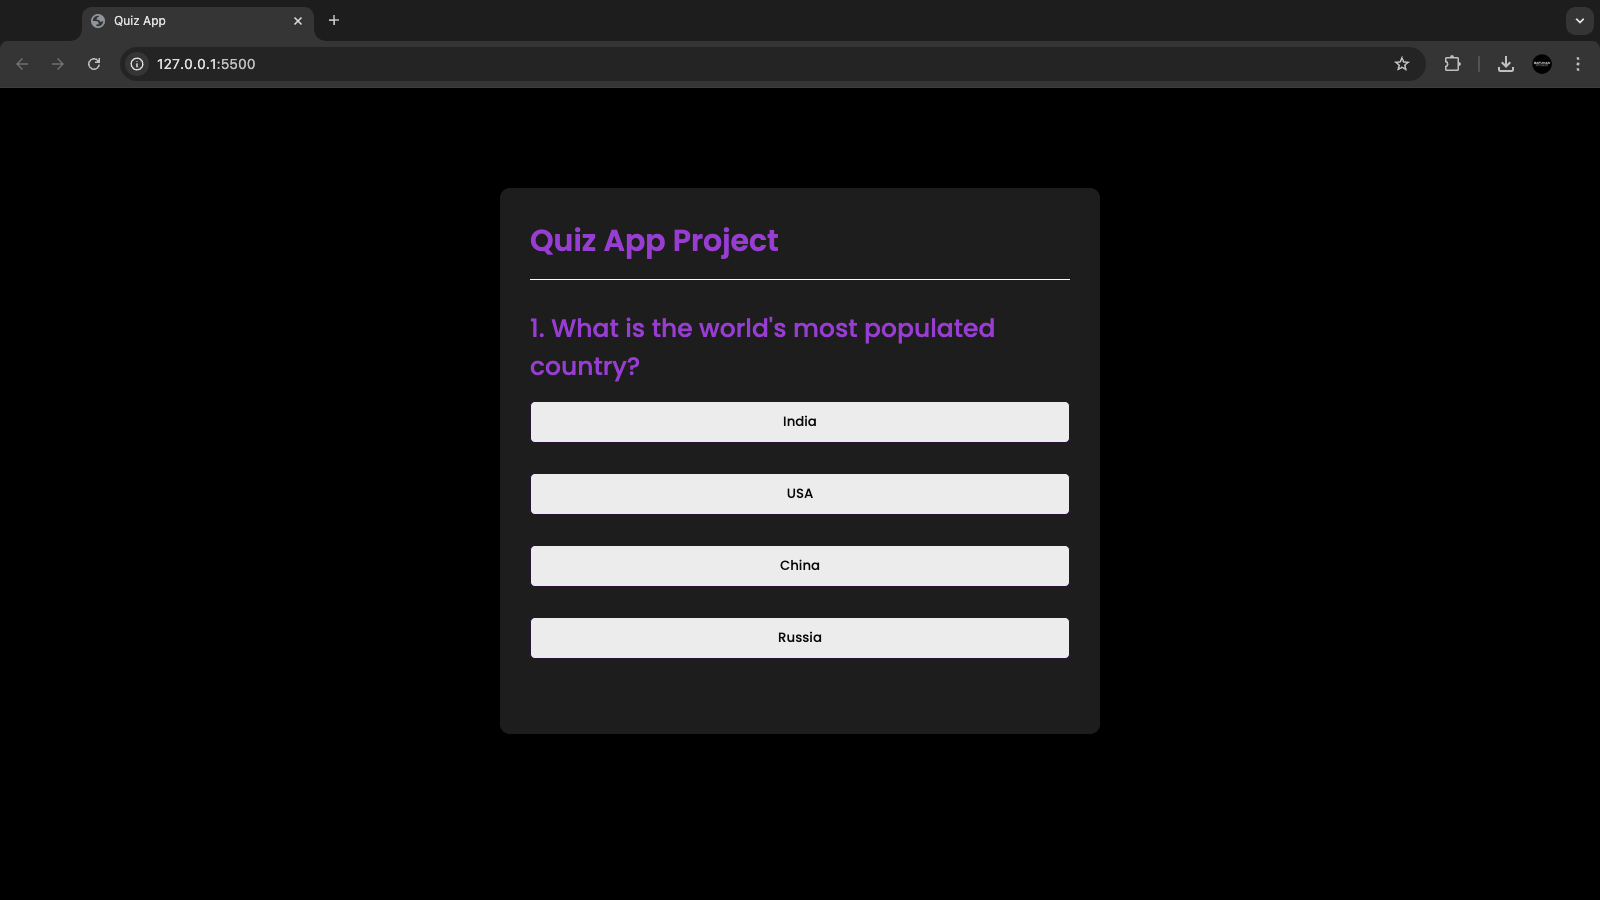 Quiz App
127.0.0.1:5500
Quiz App Project
1. What is the world's most populated
country?
India
USA
China
Russia